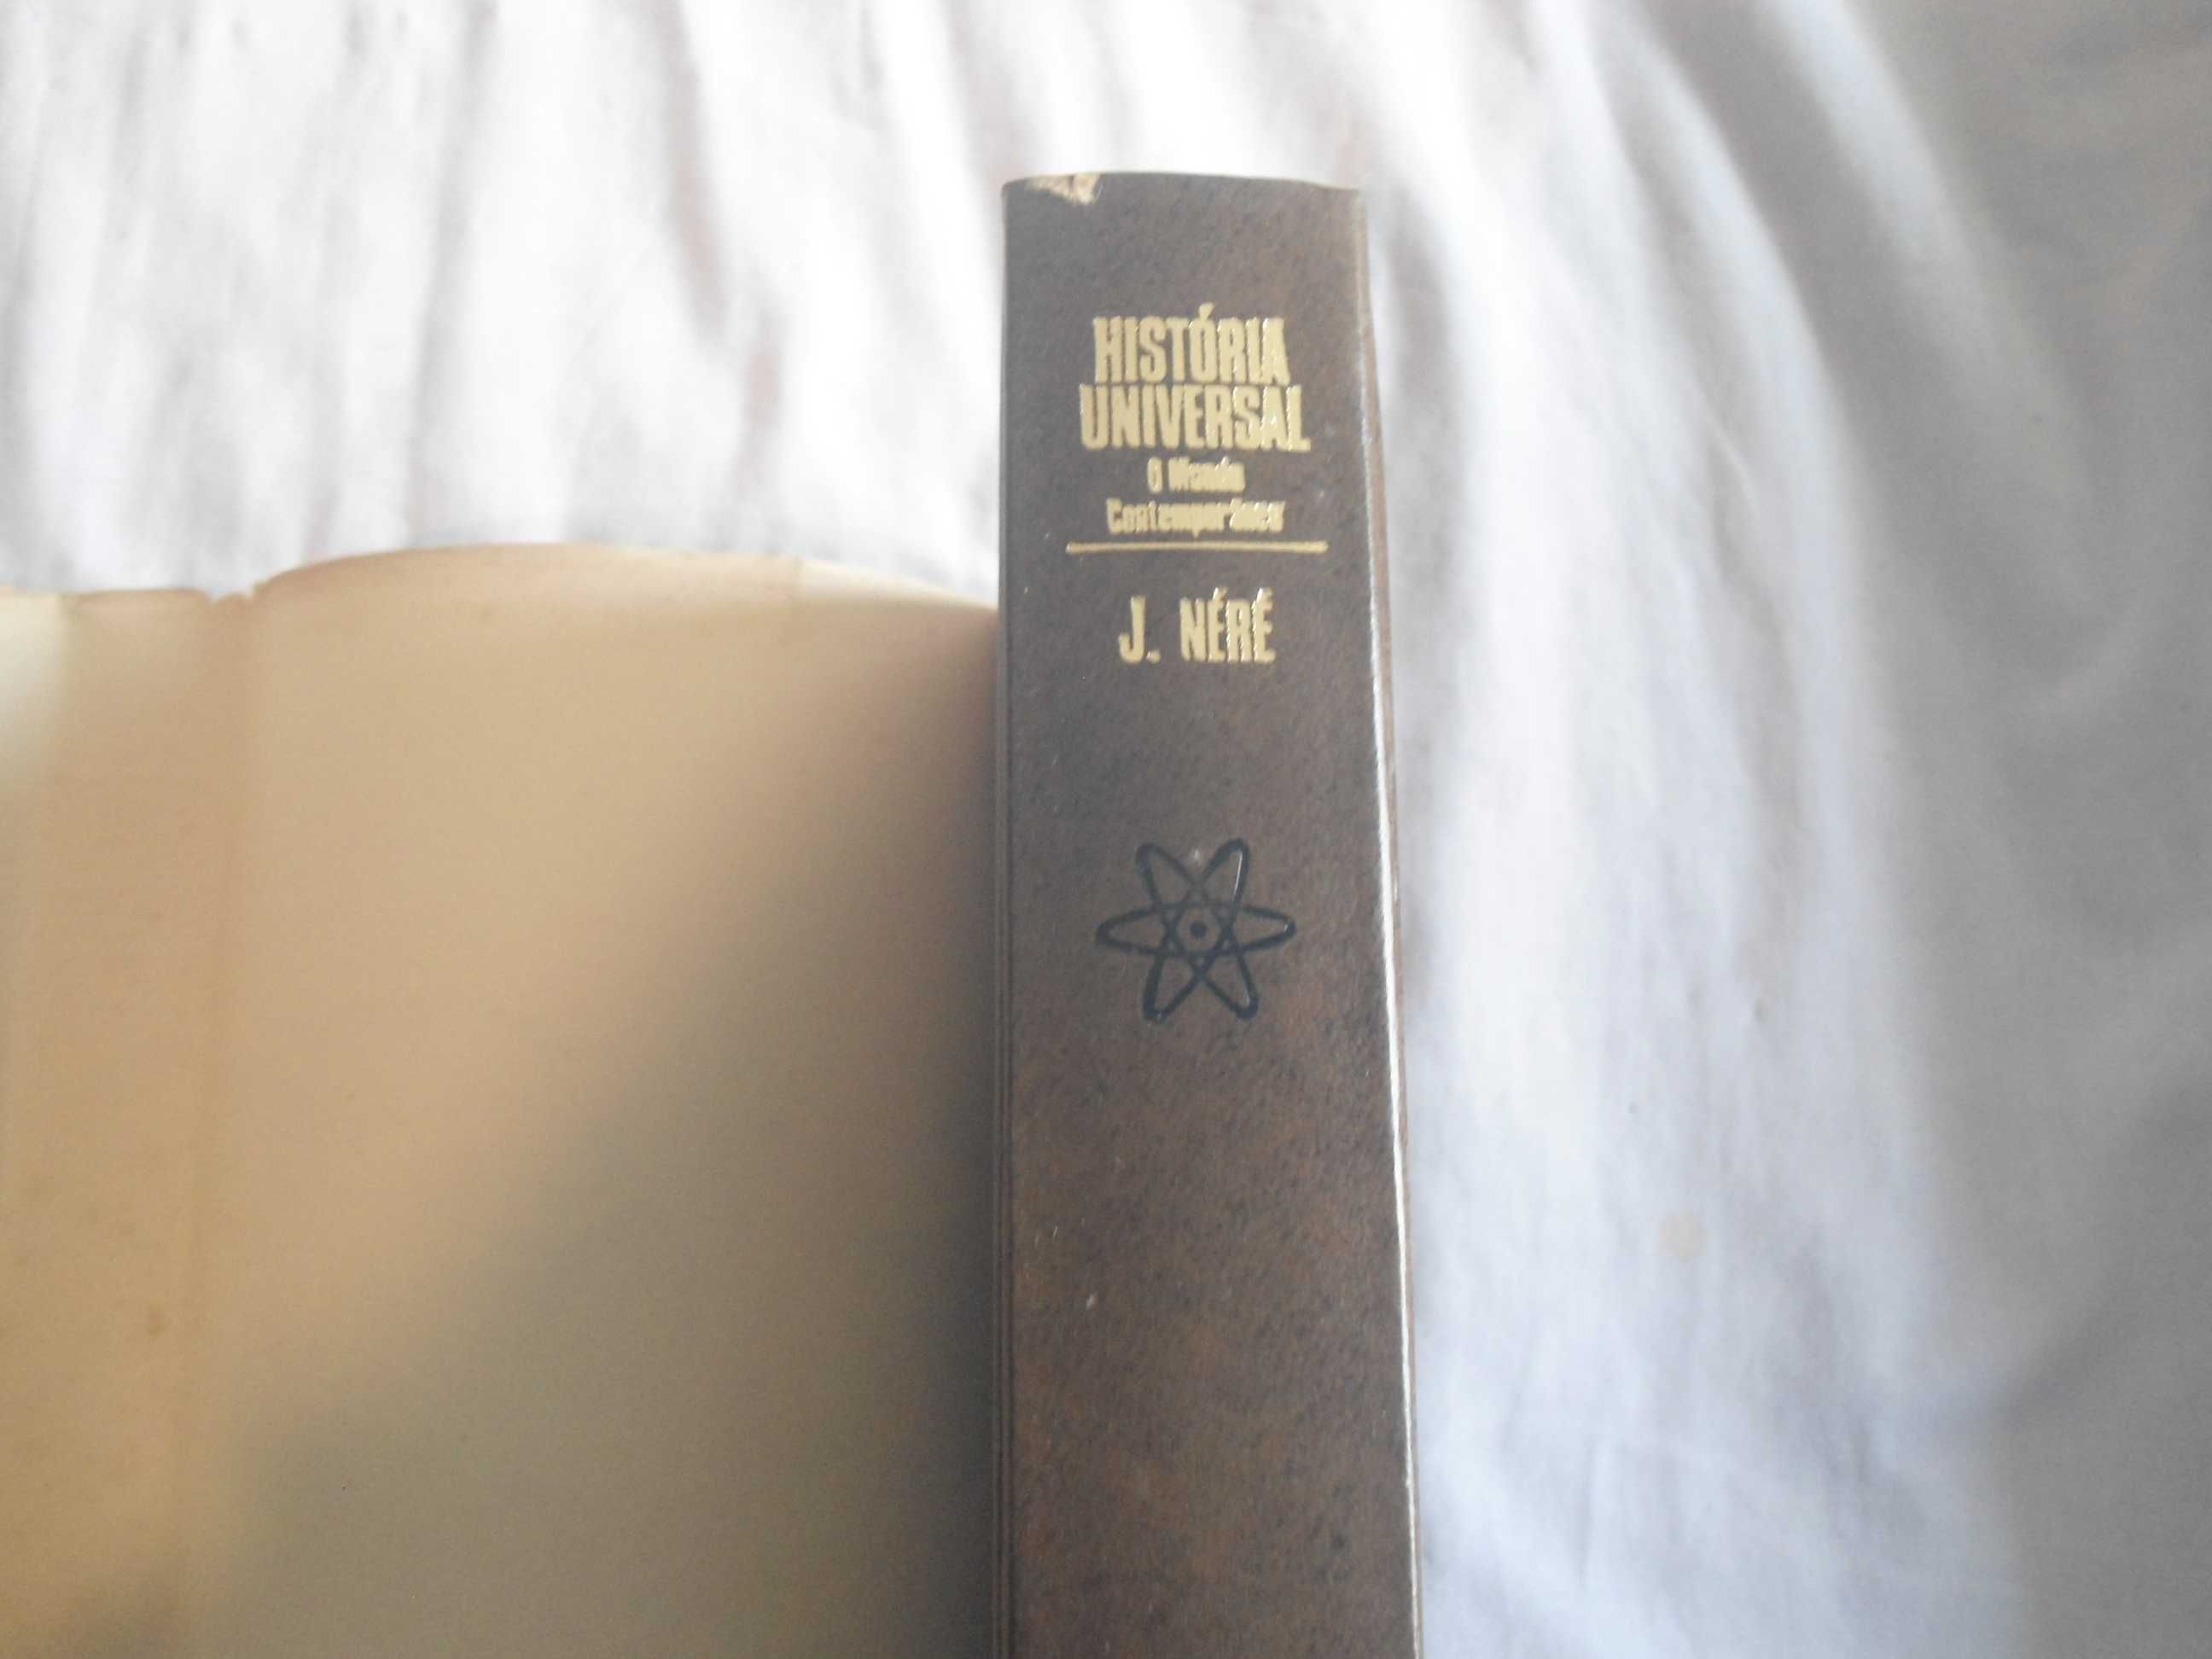 HISTÓRIA
UNIVERSAL
O Mundo
Contemporâneo
J. NÉRÉ